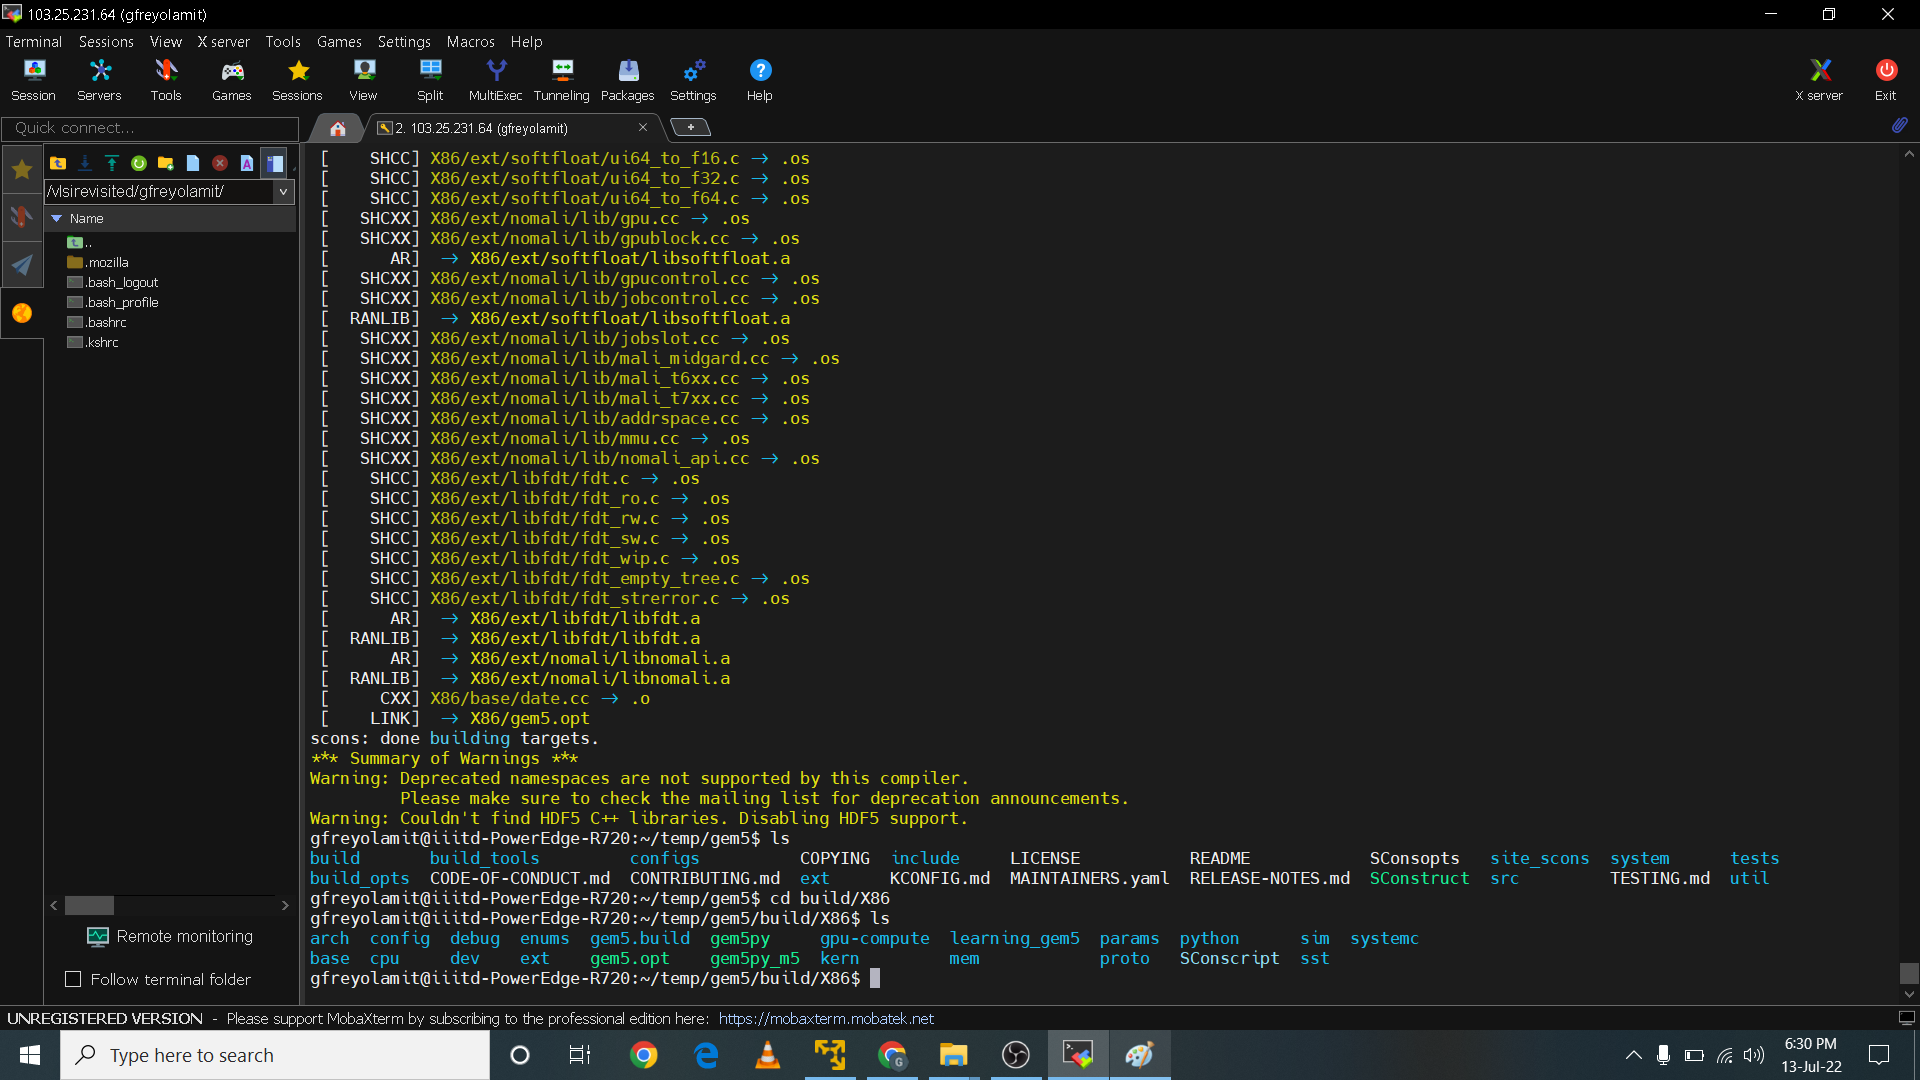 103.25.231.64 (gfreyolamit)
Terminal Sessions View X server Tools Games Settings Macros Help
Session Servers Tools Games Sessions View Split MultiExec Tunneling Packages Settings Help X server Exit
Quick connect...
2. 103.25.231.64 (gfreyolamit)
/vlsirevisited/gfreyolamit/
Name
..
.mozilla
.bash_logout
.bash_profile
.bashrc
.kshrc
Remote monitoring
Follow terminal folder
[ SHCC] X86/ext/softfloat/ui64_to_f16.c -> .os
[ SHCC] X86/ext/softfloat/ui64_to_f32.c -> .os
[ SHCC] X86/ext/softfloat/ui64_to_f64.c -> .os
[ SHCXX] X86/ext/nomali/lib/gpu.cc -> .os
[ SHCXX] X86/ext/nomali/lib/gpublock.cc -> .os
[ AR] -> X86/ext/softfloat/libsoftfloat.a
[ SHCXX] X86/ext/nomali/lib/gpucontrol.cc -> .os
[ SHCXX] X86/ext/nomali/lib/jobcontrol.cc -> .os
[ RANLIB] -> X86/ext/softfloat/libsoftfloat.a
[ SHCXX] X86/ext/nomali/lib/jobslot.cc -> .os
[ SHCXX] X86/ext/nomali/lib/mali_midgard.cc -> .os
[ SHCXX] X86/ext/nomali/lib/mali_t6xx.cc -> .os
[ SHCXX] X86/ext/nomali/lib/mali_t7xx.cc -> .os
[ SHCXX] X86/ext/nomali/lib/addrspace.cc -> .os
[ SHCXX] X86/ext/nomali/lib/mmu.cc -> .os
[ SHCXX] X86/ext/nomali/lib/nomali_api.cc -> .os
[ SHCC] X86/ext/libfdt/fdt.c -> .os
[ SHCC] X86/ext/libfdt/fdt_ro.c -> .os
[ SHCC] X86/ext/libfdt/fdt_rw.c -> .os
[ SHCC] X86/ext/libfdt/fdt_sw.c -> .os
[ SHCC] X86/ext/libfdt/fdt_wip.c -> .os
[ SHCC] X86/ext/libfdt/fdt_empty_tree.c -> .os
[ SHCC] X86/ext/libfdt/fdt_strerror.c -> .os
[ AR] -> X86/ext/libfdt/libfdt.a
[ RANLIB] -> X86/ext/libfdt/libfdt.a
[ AR] -> X86/ext/nomali/libnomali.a
[ RANLIB] -> X86/ext/nomali/libnomali.a
[ CXX] X86/base/date.cc -> .o
[ LINK] -> X86/gem5.opt
scons: done building targets.
*** Summary of Warnings ***
Warning: Deprecated namespaces are not supported by this compiler.
Please make sure to check the mailing list for deprecation announcements.
Warning: Couldn't find HDF5 C++ libraries. Disabling HDF5 support.
gfreyolamit@iiitd-PowerEdge-R720:~/temp/gem5$ ls
build build_tools configs COPYING include LICENSE README SConsopts site_scons system tests
build_opts CODE-OF-CONDUCT.md CONTRIBUTING.md ext KCONFIG.md MAINTAINERS.yaml RELEASE-NOTES.md SConstruct src TESTING.md util
gfreyolamit@iiitd-PowerEdge-R720:~/temp/gem5$ cd build/X86
gfreyolamit@iiitd-PowerEdge-R720:~/temp/gem5/build/X86$ ls
arch config debug enums gem5.build gem5py gpu-compute learning_gem5 params python sim systemc
base cpu dev ext gem5.opt gem5py_m5 kern mem proto SConscript sst
gfreyolamit@iiitd-PowerEdge-R720:~/temp/gem5/build/X86$
UNREGISTERED VERSION - Please support MobaXterm by subscribing to the professional edition here: https://mobaxterm.mobatek.net
Type here to search
6:30 PM
13-Jul-22